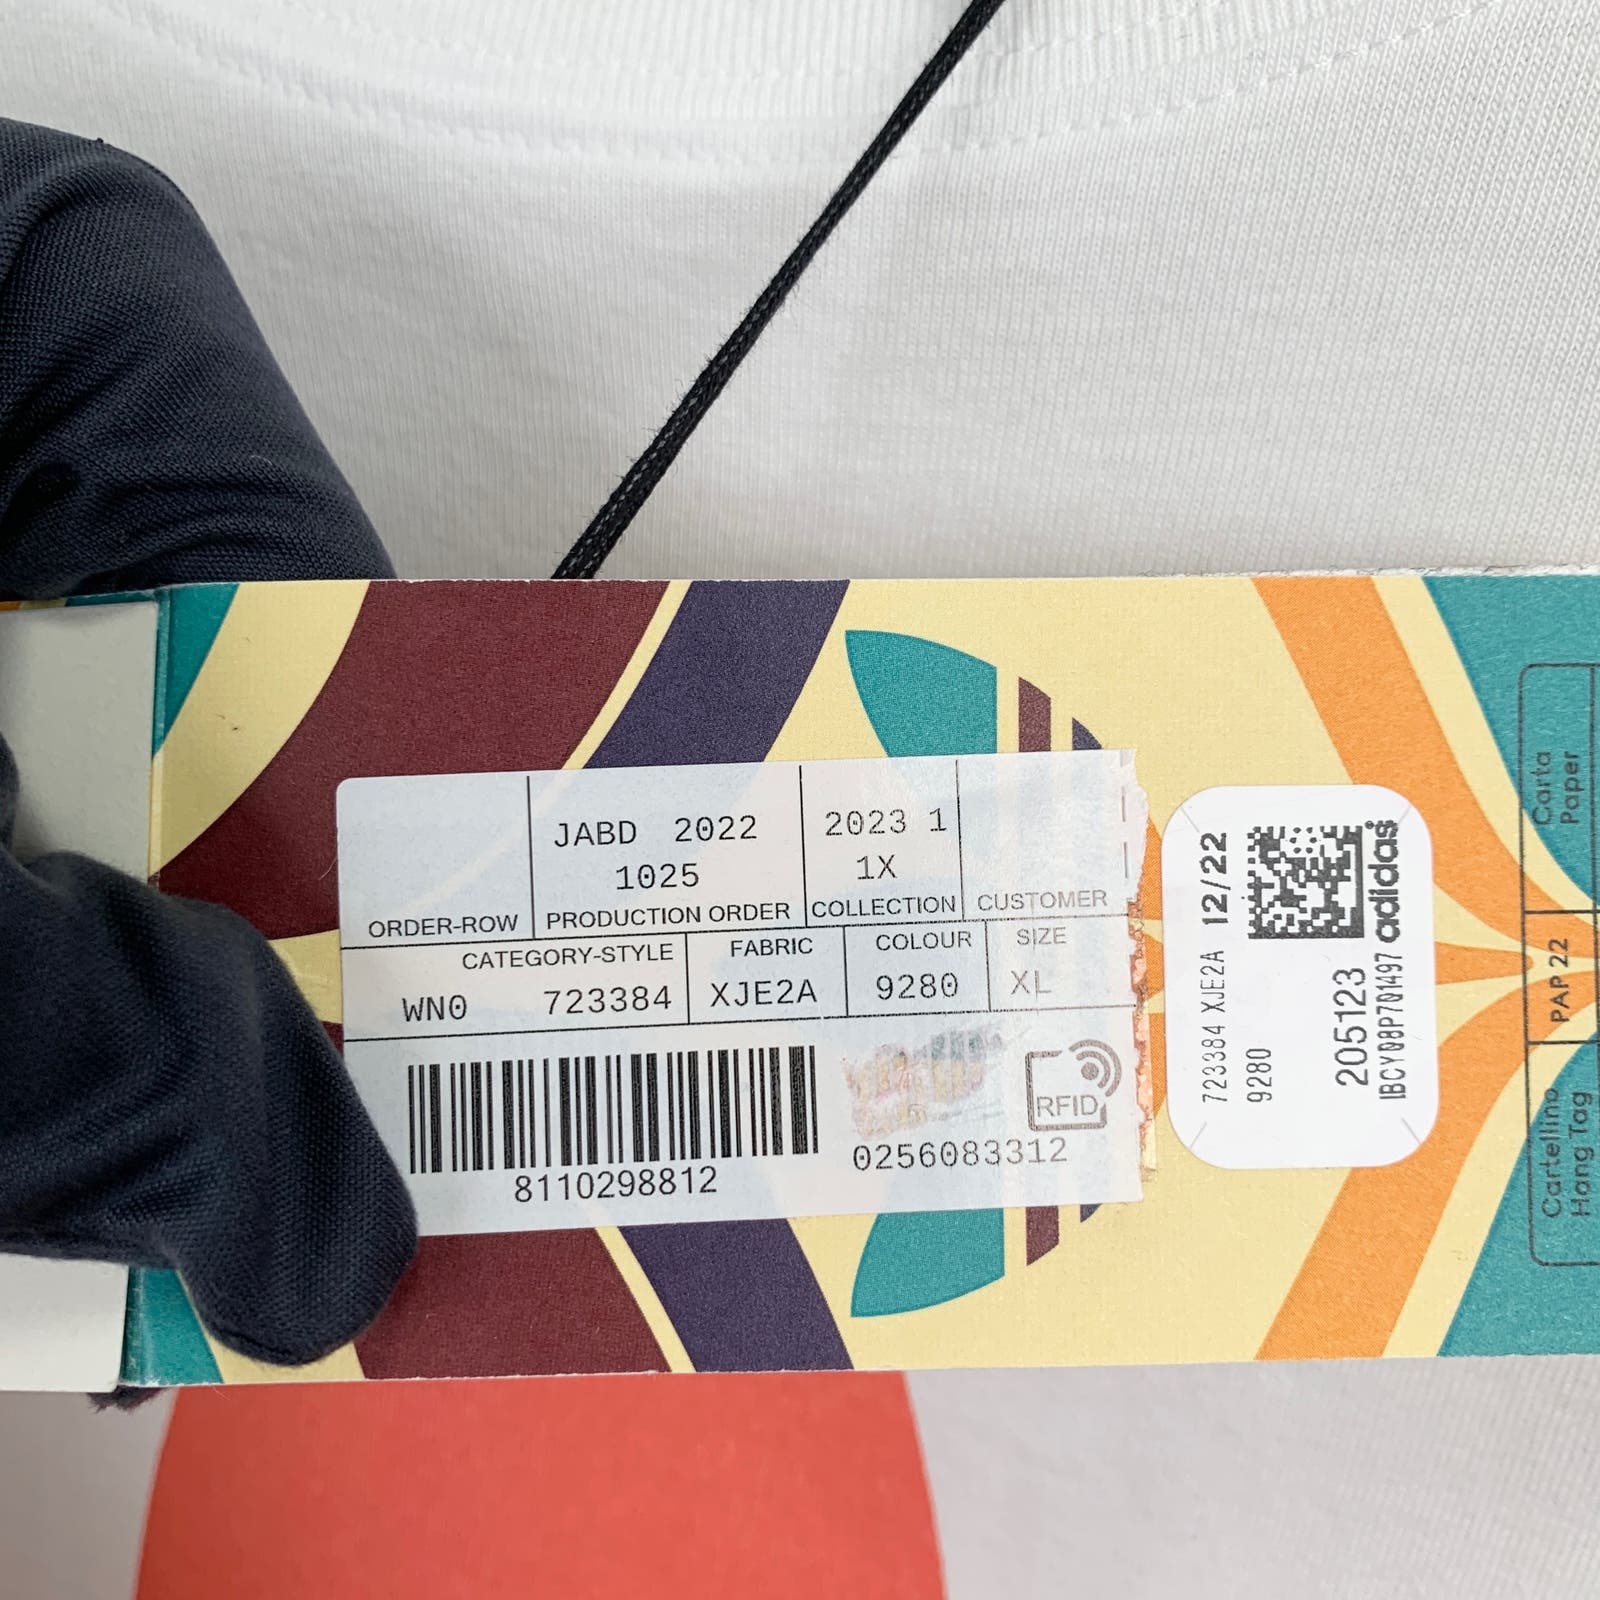 JABD 2022
1025
2023 1
1X
ORDER-ROW
PRODUCTION ORDER
COLLECTION
CUSTOMER
CATEGORY-STYLE
FABRIC
COLOUR
SIZE
WN0 723384
XJE2A
9280
XL
8110298812
RFID
0256083312
723384 XJE2A 12/22
9280
205123
IBCY08P701497 adidas
Cartellino
Hang Tag
PAP 22
Carta
Paper